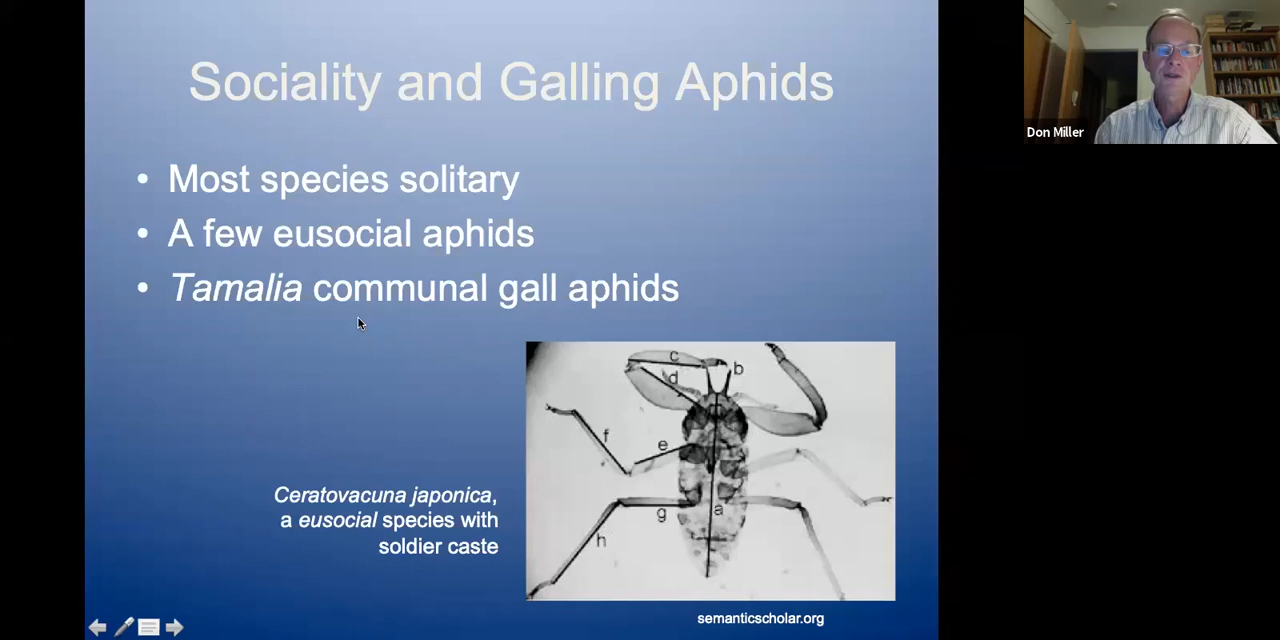 Sociality and Galling Aphids
• Most species solitary
• A few eusocial aphids
• Tamalia communal gall aphids
Ceratovacuna japonica,
a eusocial species with
soldier caste
c
b
d
f
e
a
g
h
semanticscholar.org
Don Miller